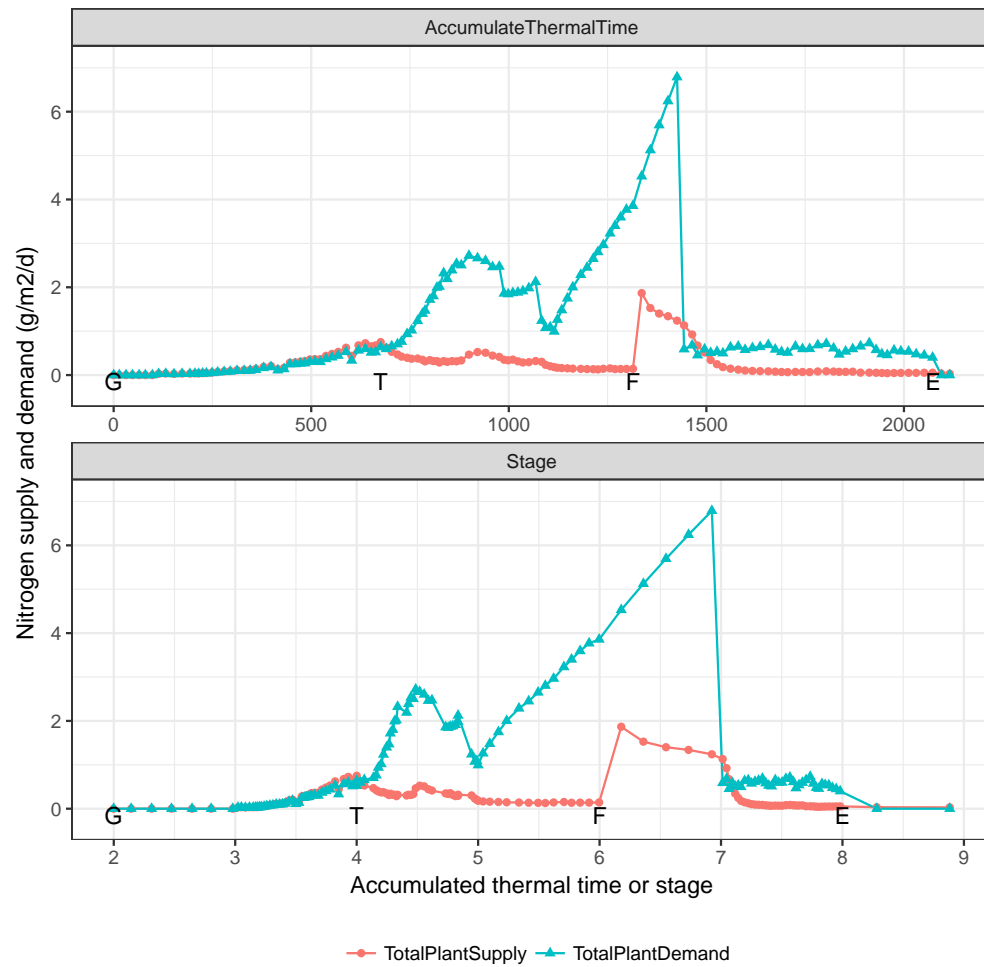 AccumulateThermalTime
6
4
2
0
G T F E
0 500 1000 1500 2000
Nitrogen supply and demand (g/m2/d)
Stage
6
4
2
0
G T F E
2 3 4 5 6 7 8 9
Accumulated thermal time or stage
TotalPlantSupply TotalPlantDemand